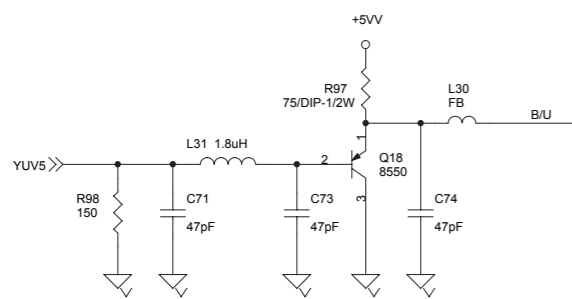 +5VV
R97
75/DIP-1/2W
L30
FB
B/U
1
L31 1.8uH
Q18
8550
2
YUV5
3
R98
150
C71
47pF
C73
47pF
C74
47pF